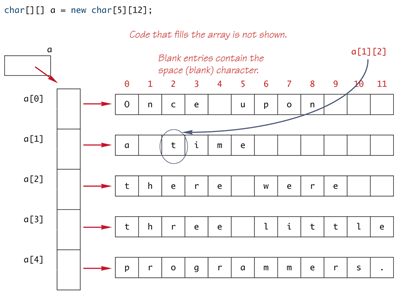 char[][] a = new char[5][12];
Code that fills the array is not shown.
a
Blank entries contain the
space (blank) character.
a[1][2]
0 1 2 3 4 5 6 7 8 9 10 11
a[0] O n c e u p o n
a[1] a t i m e
a[2] t h e r e w e r e
a[3] t h r e e l i t t l e
a[4] p r o g r a m m e r s .